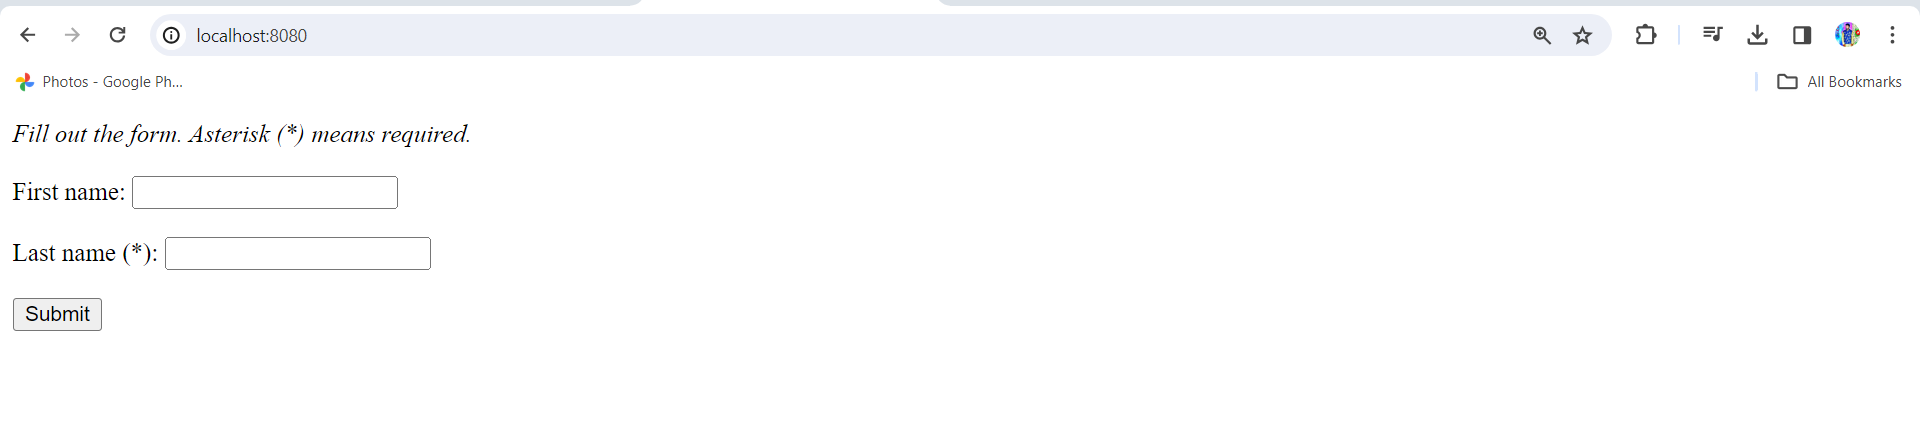 localhost:8080
Photos - Google Ph...
All Bookmarks
Fill out the form. Asterisk (*) means required.
First name:
Last name (*):
Submit